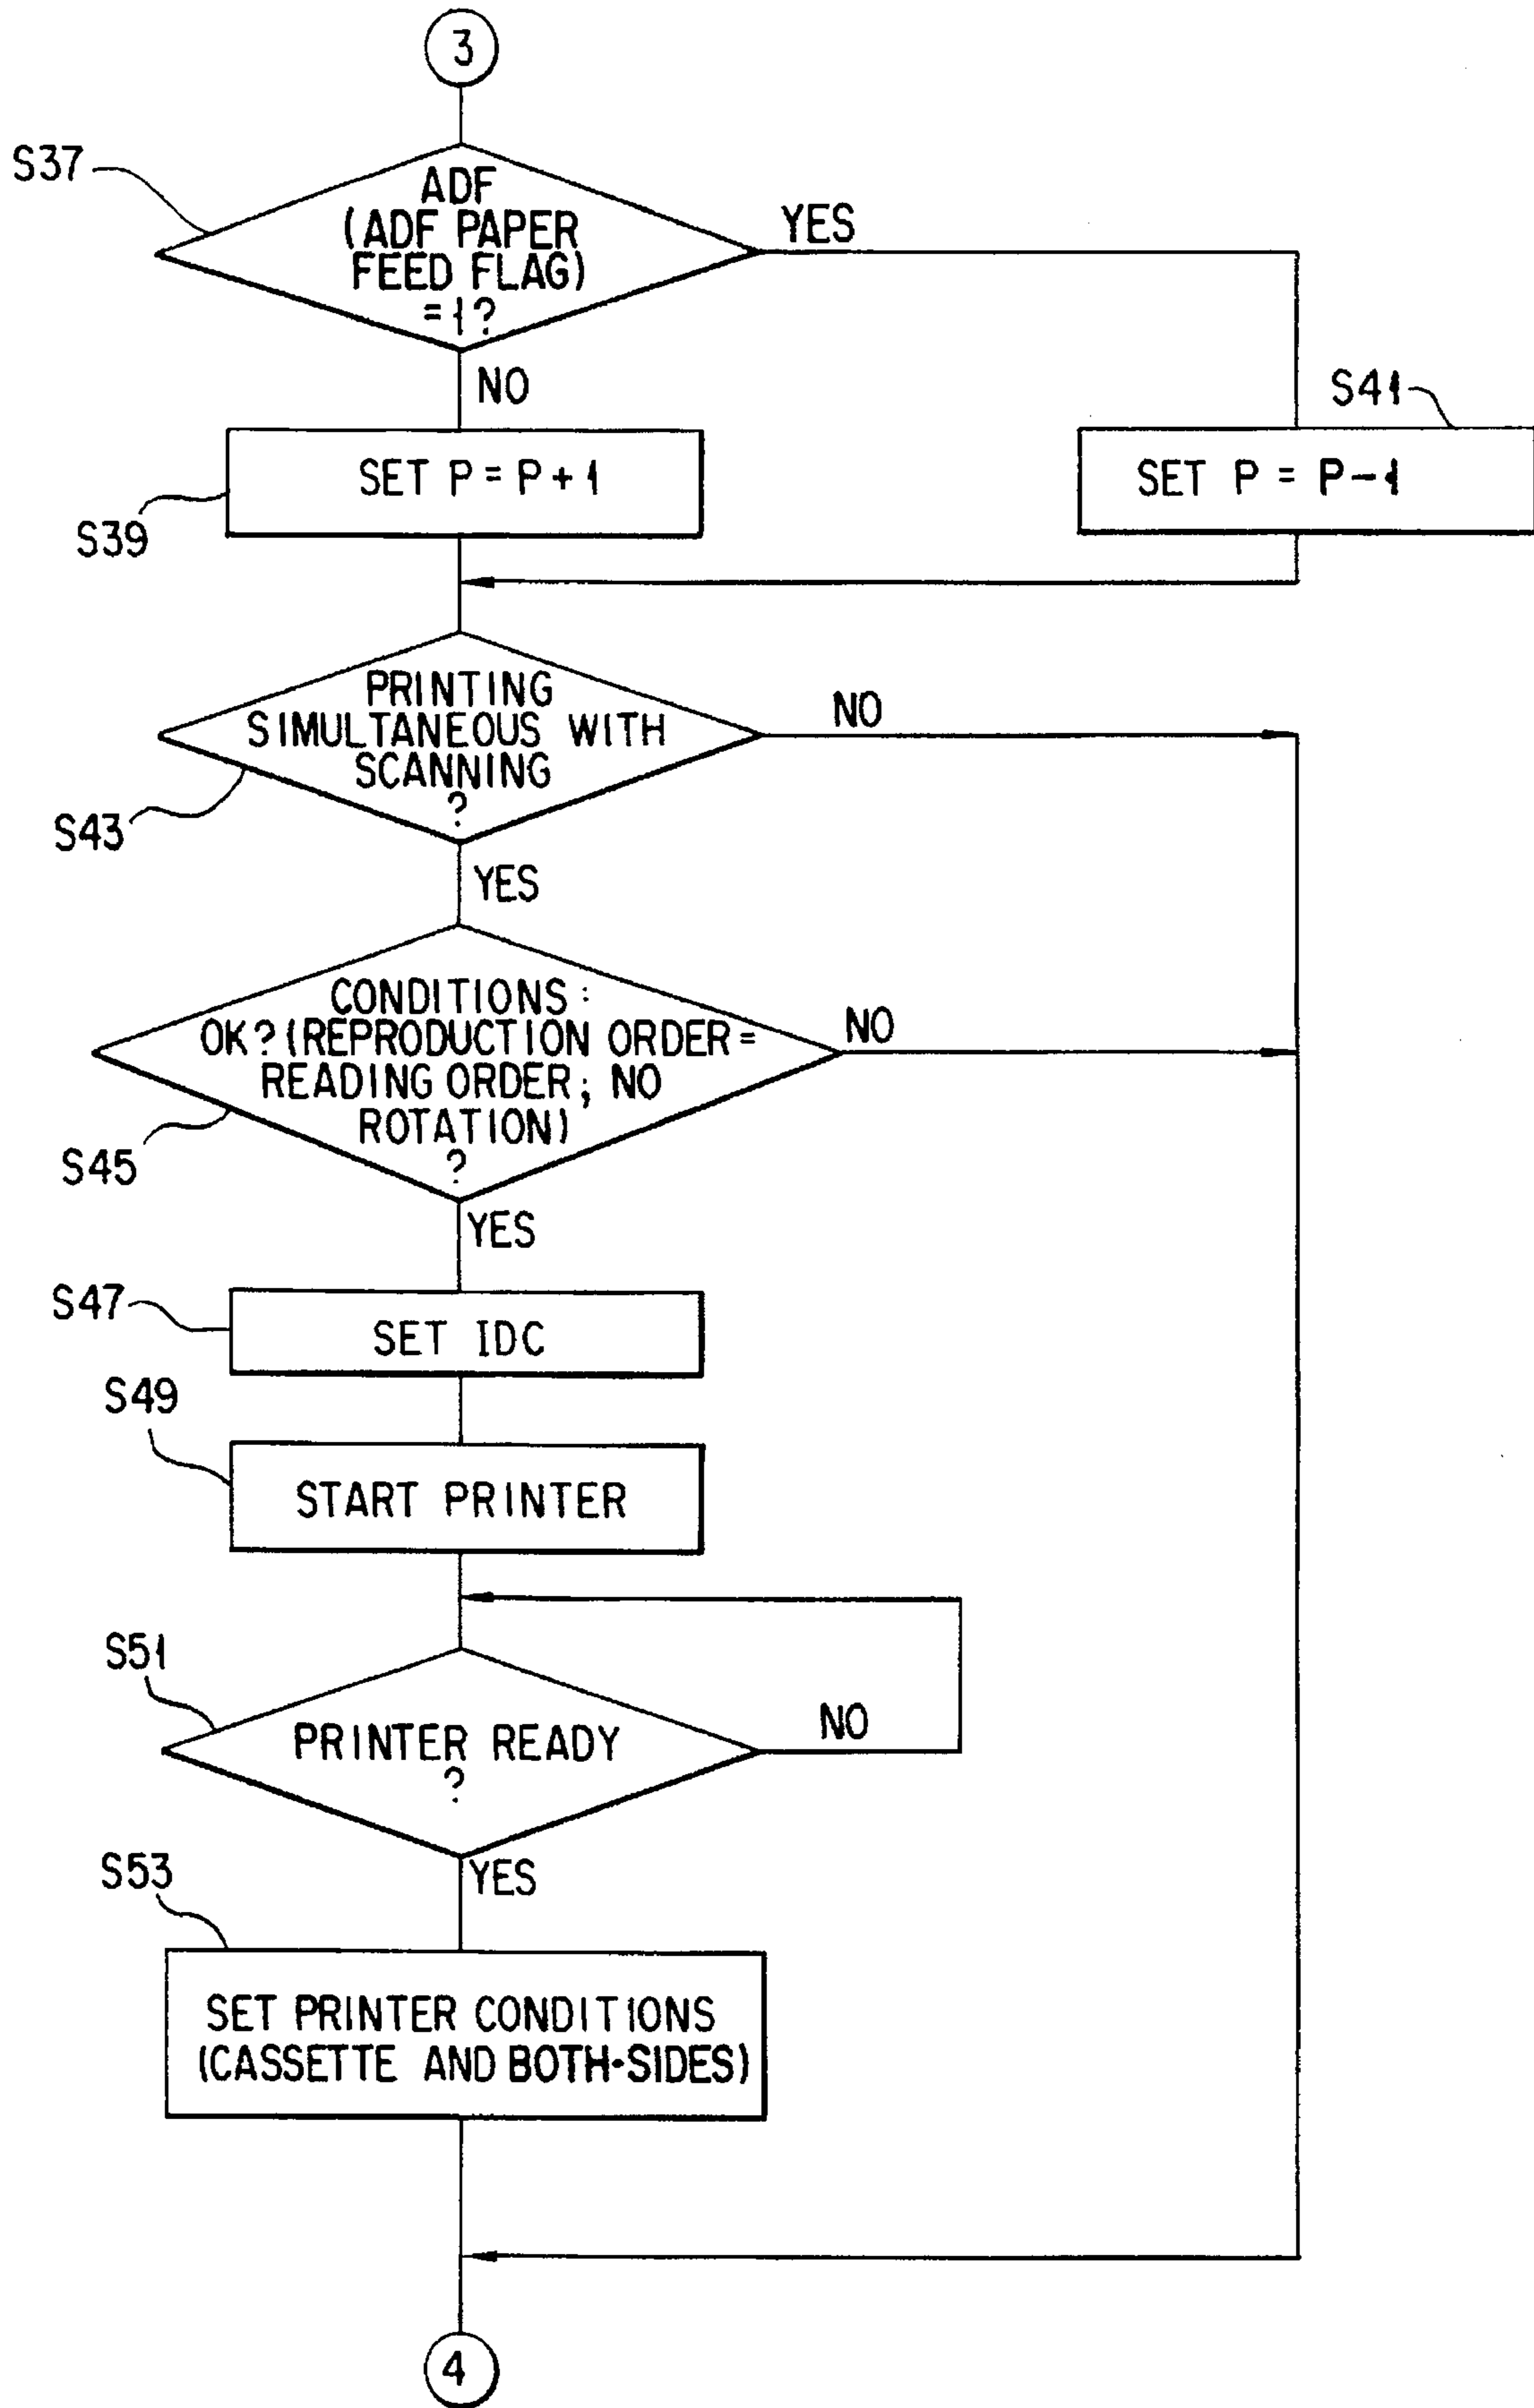 3
S37
ADF
(ADF PAPER
FEED FLAG)
=1?
YES
NO
S41
SET P = P+1
SET P = P-1
S39
PRINTING
SIMULTANEOUS WITH
SCANNING
?
NO
S43
YES
CONDITIONS:
OK?(REPRODUCTION ORDER=
READING ORDER; NO
ROTATION)
?
NO
S45
YES
S47
SET IDC
S49
START PRINTER
S51
PRINTER READY
?
NO
YES
S53
SET PRINTER CONDITIONS
(CASSETTE AND BOTH-SIDES)
4